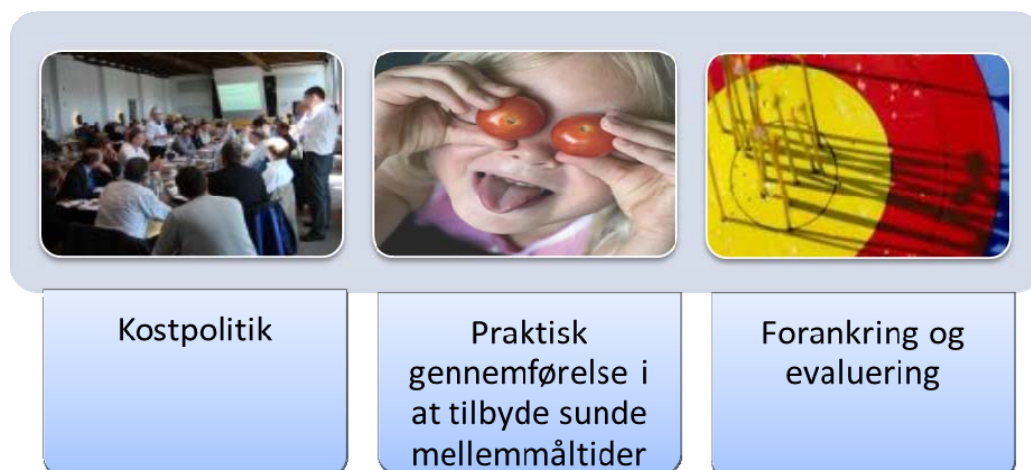 Kostpolitik
Praktisk
gennemførelse i
at tilbyde sunde
mellemmåltider
Forankring og
evaluering